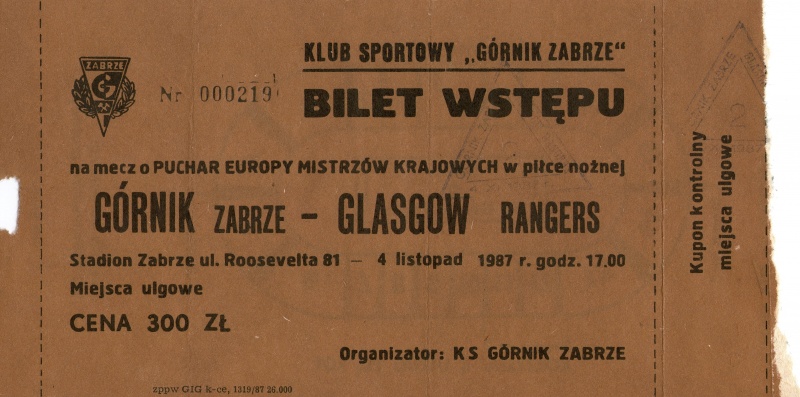 KLUB SPORTOWY „GÓRNIK ZABRZE"
ZABRZE
G
Nr 000219
BILET WSTĘPU
na mecz o PUCHAR EUROPY MISTRZÓW KRAJOWYCH w piłce nożnej
GÓRNIK ZABRZE - GLASGOW RANGERS
Stadion Zabrze ul. Roosevelta 81 - 4 listopad 1987 r. godz. 17.00
Miejsca ulgowe
CENA 300 ZŁ
Organizator: KS GÓRNIK ZABRZE
zppw GIG k-ce, 1319/87 26.000
Kupon kontrolny
miejsca ulgowe